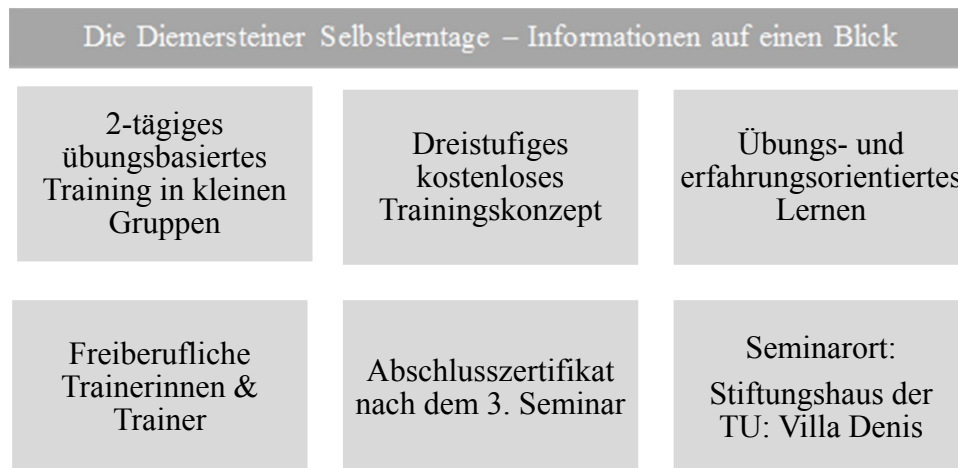 Die Diemersteiner Selbstlerntage – Informationen auf einen Blick
2-tägiges
übungsbasiertes
Training in kleinen
Gruppen
Dreistufiges
kostenloses
Trainingskonzept
Übungs- und
erfahrungsorientiertes
Lernen
Freiberufliche
Trainerinnen &
Trainer
Abschlusszertifikat
nach dem 3. Seminar
Seminarort:
Stiftungshaus der
TU: Villa Denis